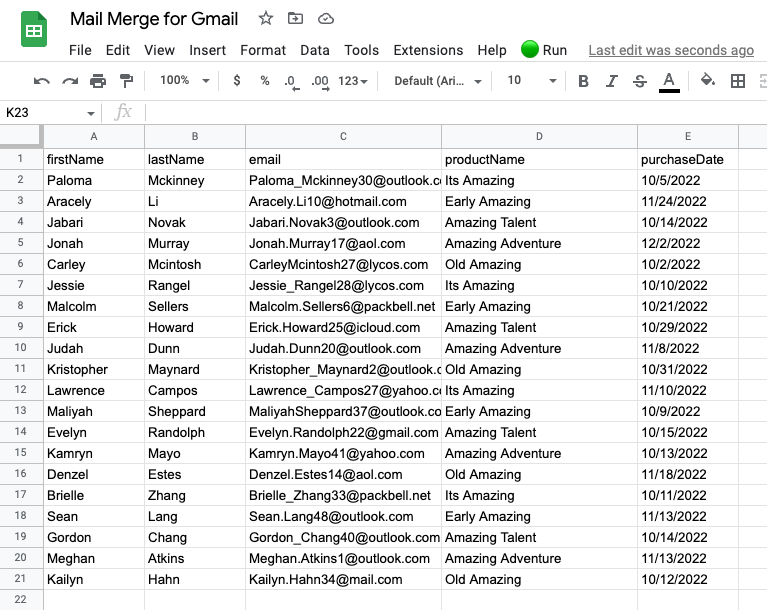 Mail Merge for Gmail
File Edit View Insert Format Data Tools Extensions Help Run Last edit was seconds ago
100% $ % .0 .00 123 Default (Ari... 10 B I S A
K23 fx
A B C D E
1 firstName lastName email productName purchaseDate
2 Paloma Mckinney Paloma_Mckinney30@outlook.c Its Amazing 10/5/2022
3 Aracely Li Aracely.Li10@hotmail.com Early Amazing 11/24/2022
4 Jabari Novak Jabari.Novak3@outlook.com Amazing Talent 10/14/2022
5 Jonah Murray Jonah.Murray17@aol.com Amazing Adventure 12/2/2022
6 Carley Mcintosh CarleyMcintosh27@lycos.com Old Amazing 10/2/2022
7 Jessie Rangel Jessie_Rangel28@lycos.com Its Amazing 10/10/2022
8 Malcolm Sellers Malcolm.Sellers6@packbell.net Early Amazing 10/21/2022
9 Erick Howard Erick.Howard25@icloud.com Amazing Talent 10/29/2022
10 Judah Dunn Judah.Dunn20@outlook.com Amazing Adventure 11/8/2022
11 Kristopher Maynard Kristopher_Maynard2@outlook.c Old Amazing 10/31/2022
12 Lawrence Campos Lawrence_Campos27@yahoo.c Its Amazing 11/10/2022
13 Maliyah Sheppard MaliyahSheppard37@outlook.co Early Amazing 10/9/2022
14 Evelyn Randolph Evelyn.Randolph22@gmail.com Amazing Talent 10/15/2022
15 Kamryn Mayo Kamryn.Mayo41@yahoo.com Amazing Adventure 10/13/2022
16 Denzel Estes Denzel.Estes14@aol.com Old Amazing 11/18/2022
17 Brielle Zhang Brielle_Zhang33@packbell.net Its Amazing 10/11/2022
18 Sean Lang Sean.Lang48@outlook.com Early Amazing 11/13/2022
19 Gordon Chang Gordon_Chang40@outlook.com Amazing Talent 10/14/2022
20 Meghan Atkins Meghan.Atkins1@outlook.com Amazing Adventure 11/13/2022
21 Kailyn Hahn Kailyn.Hahn34@mail.com Old Amazing 10/12/2022
22